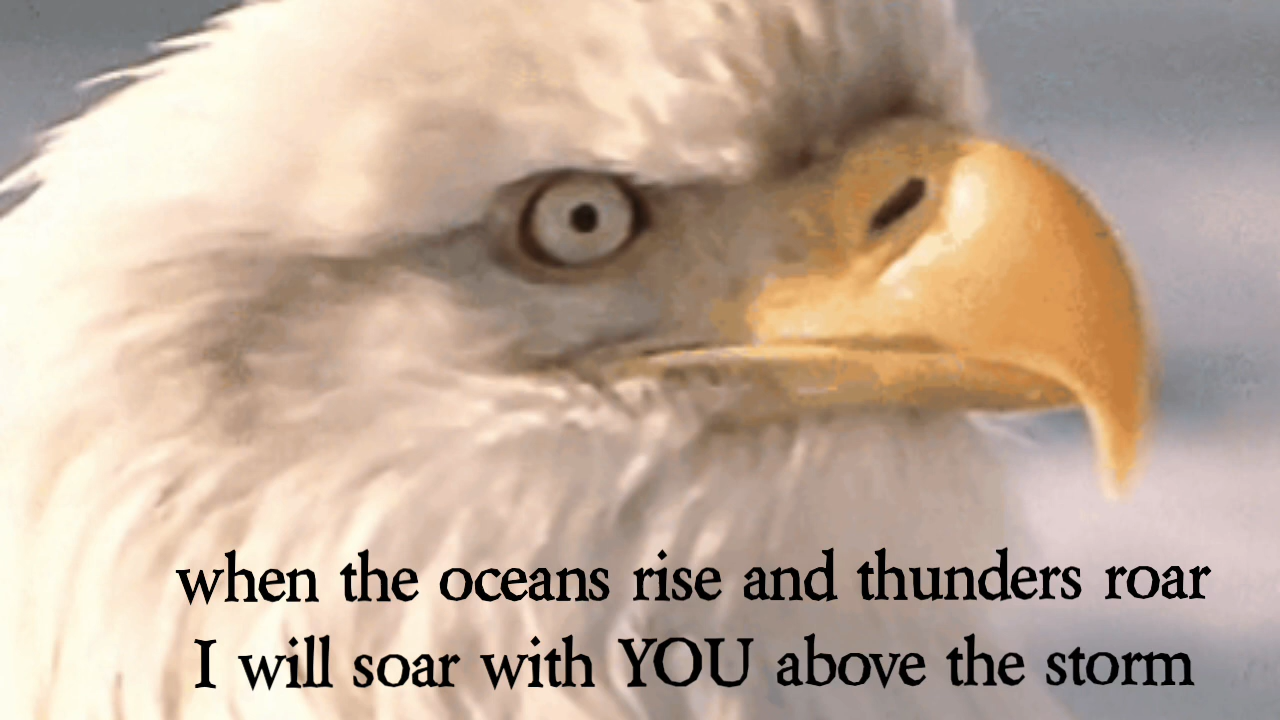 when the oceans rise and thunders roar
I will soar with YOU above the storm